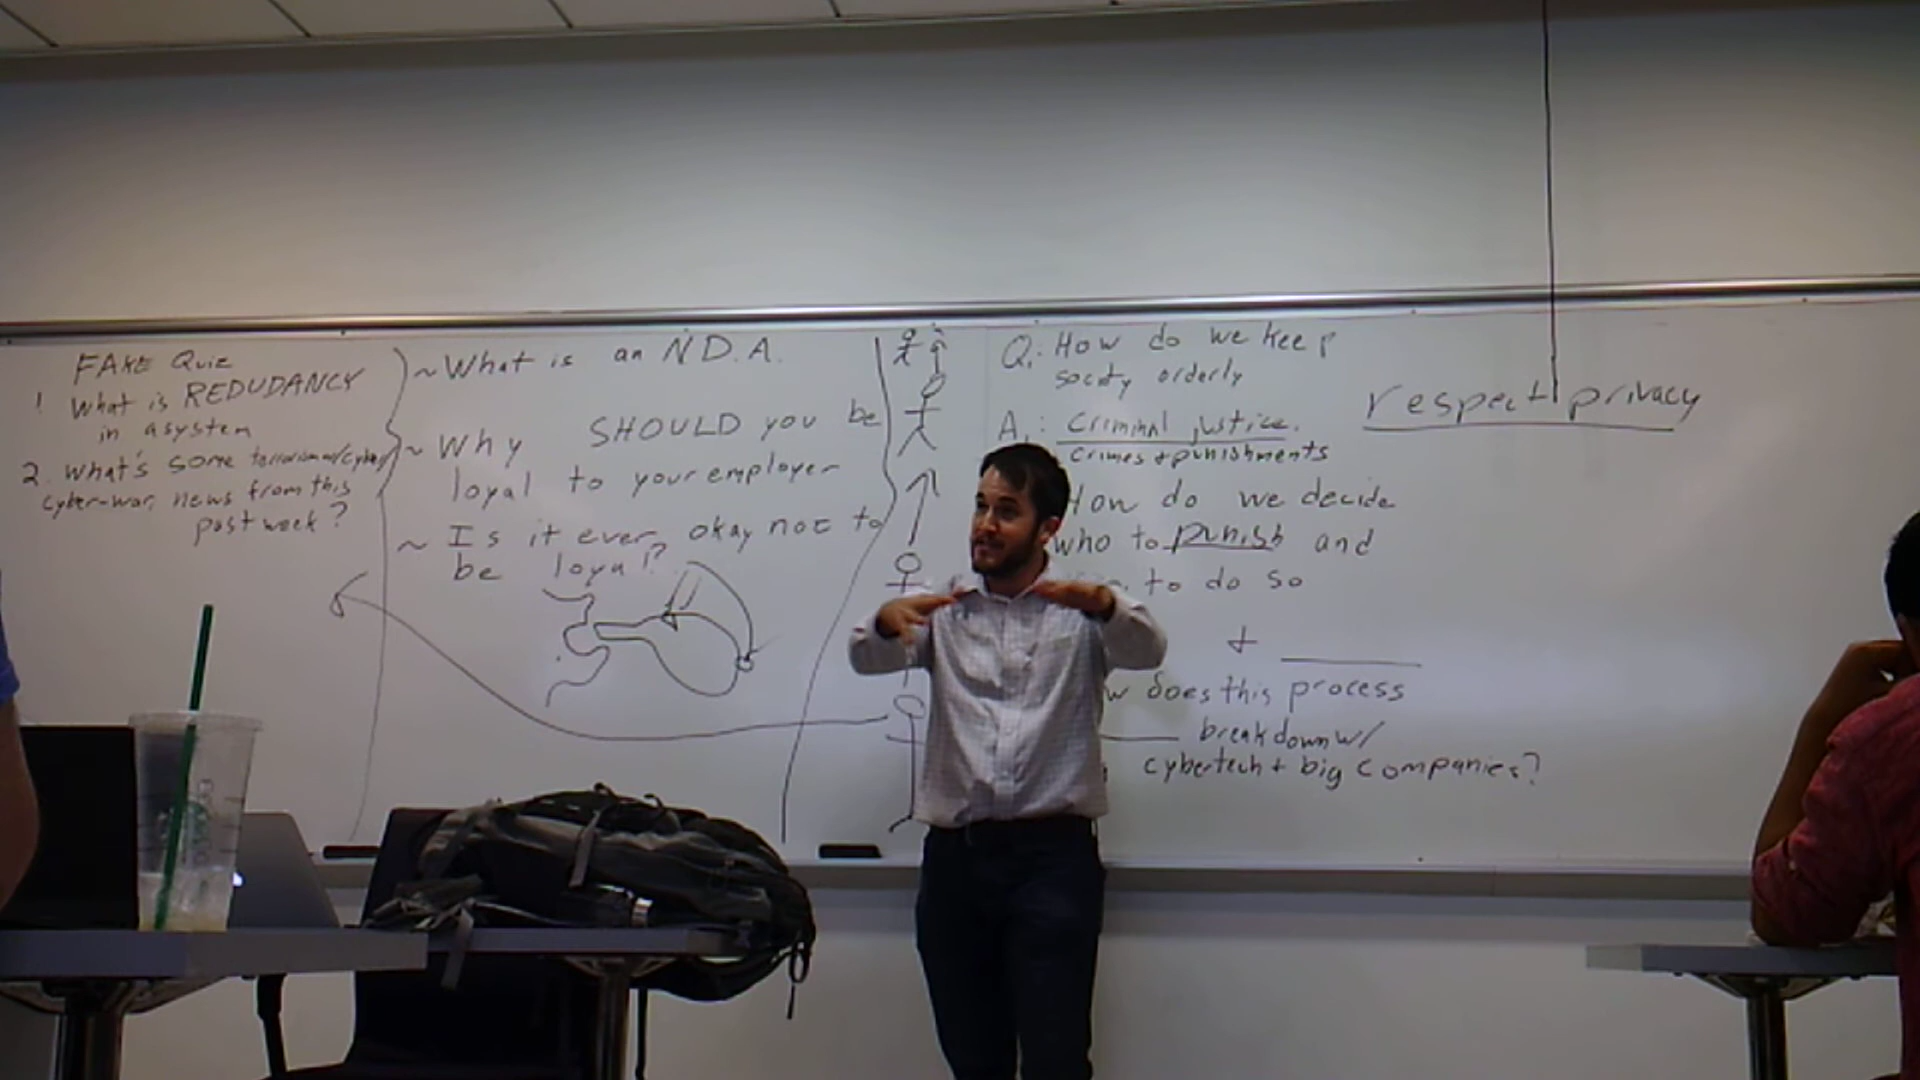 FAKE Quiz
1 What is REDUDANCY
in a system
2. What's some terrorism/cyber/
cyber-war, news from this
past week?
~ What is an N.D.A.
~ Why SHOULD you be
loyal to your employer
~ Is it ever okay not to
be loyal?
Q: How do we keep
society orderly
A: Criminal justice.
crimes + punishments
How do we decide
who to punish and
to do so
+
does this process
breakdown w/
cybertech + big companies?
respect privacy